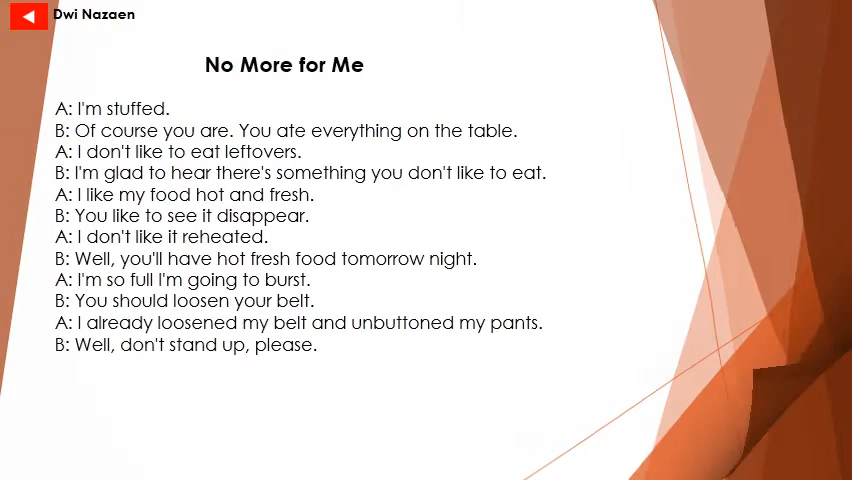 Dwi Nazaen
No More for Me
A: I'm stuffed.
B: Of course you are. You ate everything on the table.
A: I don't like to eat leftovers.
B: I'm glad to hear there's something you don't like to eat.
A: I like my food hot and fresh.
B: You like to see it disappear.
A: I don't like it reheated.
B: Well, you'll have hot fresh food tomorrow night.
A: I'm so full I'm going to burst.
B: You should loosen your belt.
A: I already loosened my belt and unbuttoned my pants.
B: Well, don't stand up, please.